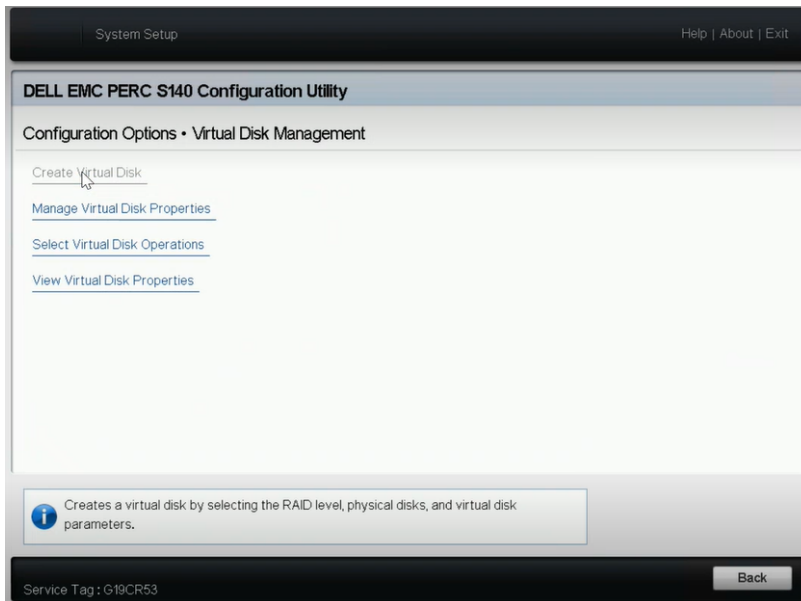 System Setup
Help | About | Exit
DELL EMC PERC S140 Configuration Utility
Configuration Options • Virtual Disk Management
Create Virtual Disk
Manage Virtual Disk Properties
Select Virtual Disk Operations
View Virtual Disk Properties
Creates a virtual disk by selecting the RAID level, physical disks, and virtual disk
parameters.
Service Tag : G19CR53
Back